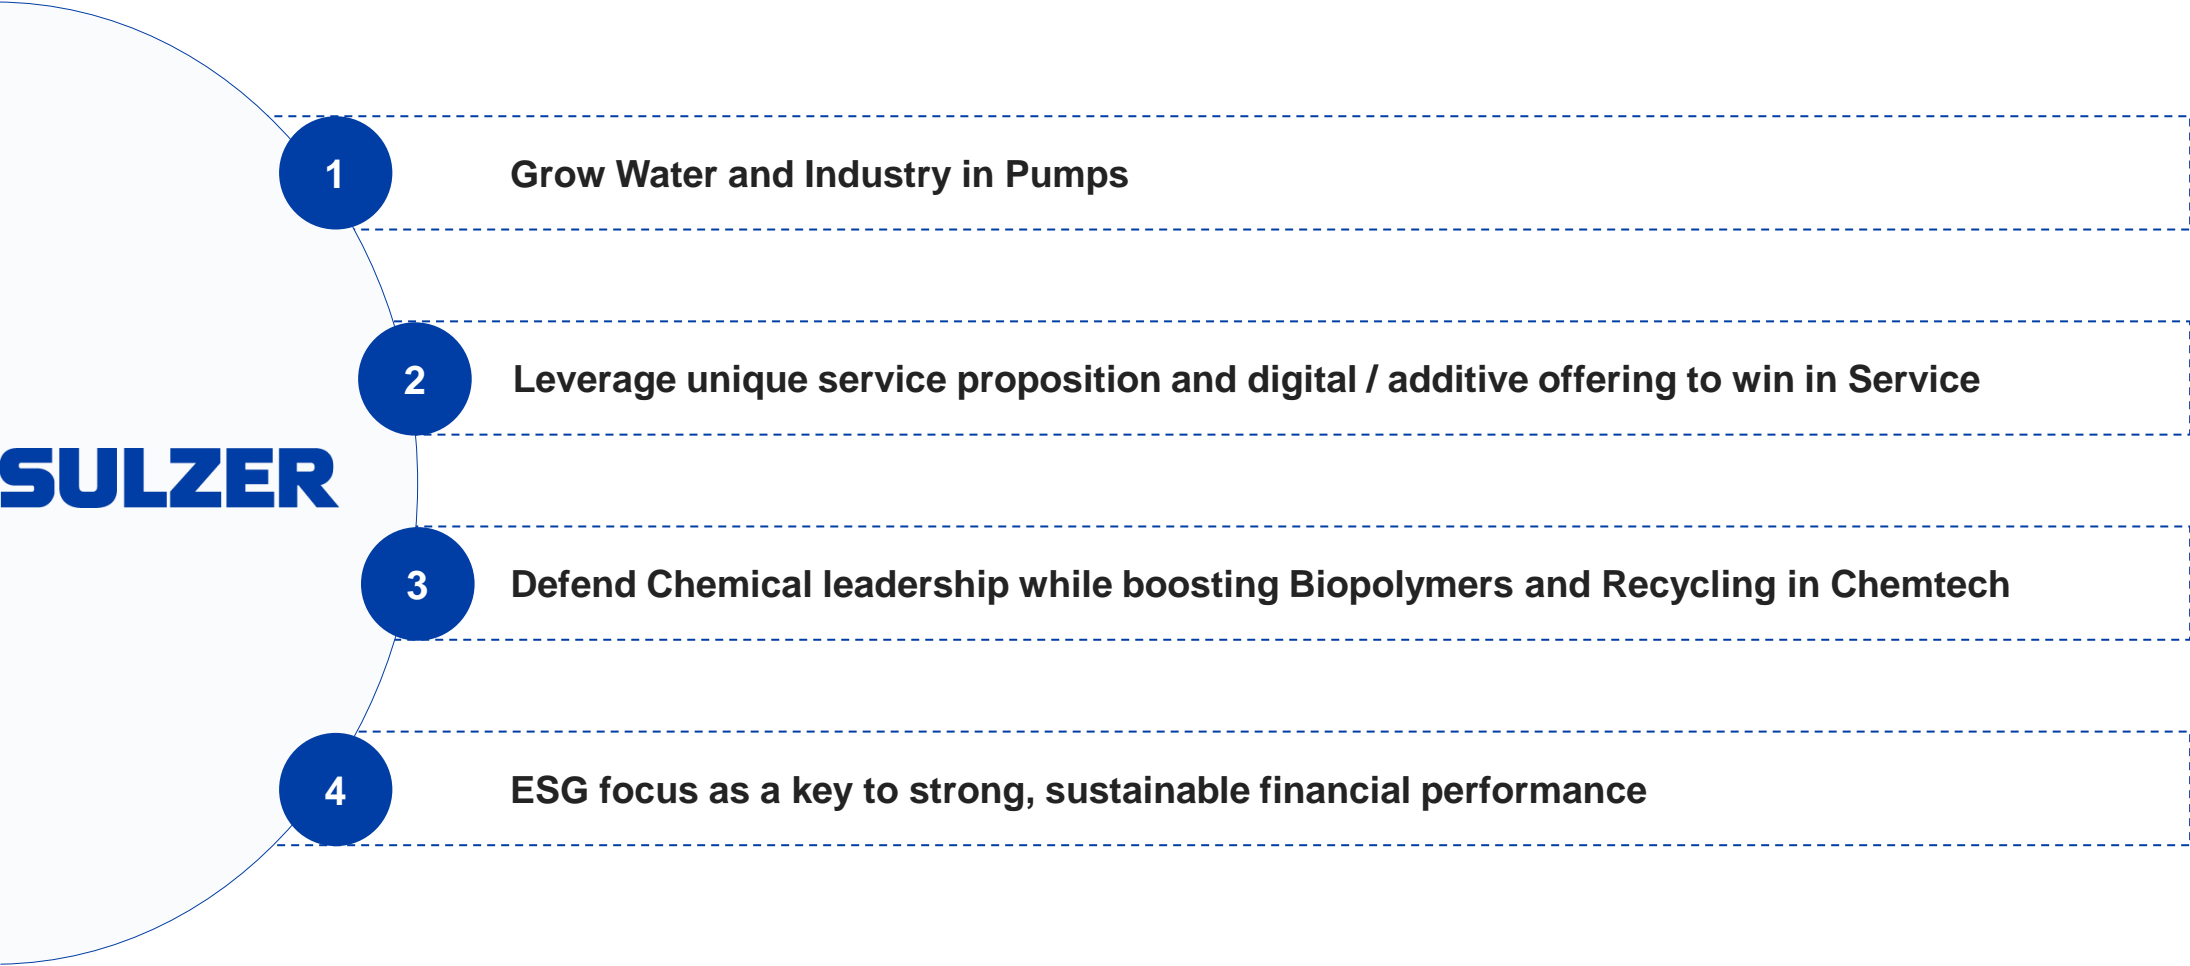 1
Grow Water and Industry in Pumps
2
Leverage unique service proposition and digital / additive offering to win in Service
SULZER
3
Defend Chemical leadership while boosting Biopolymers and Recycling in Chemtech
4
ESG focus as a key to strong, sustainable financial performance